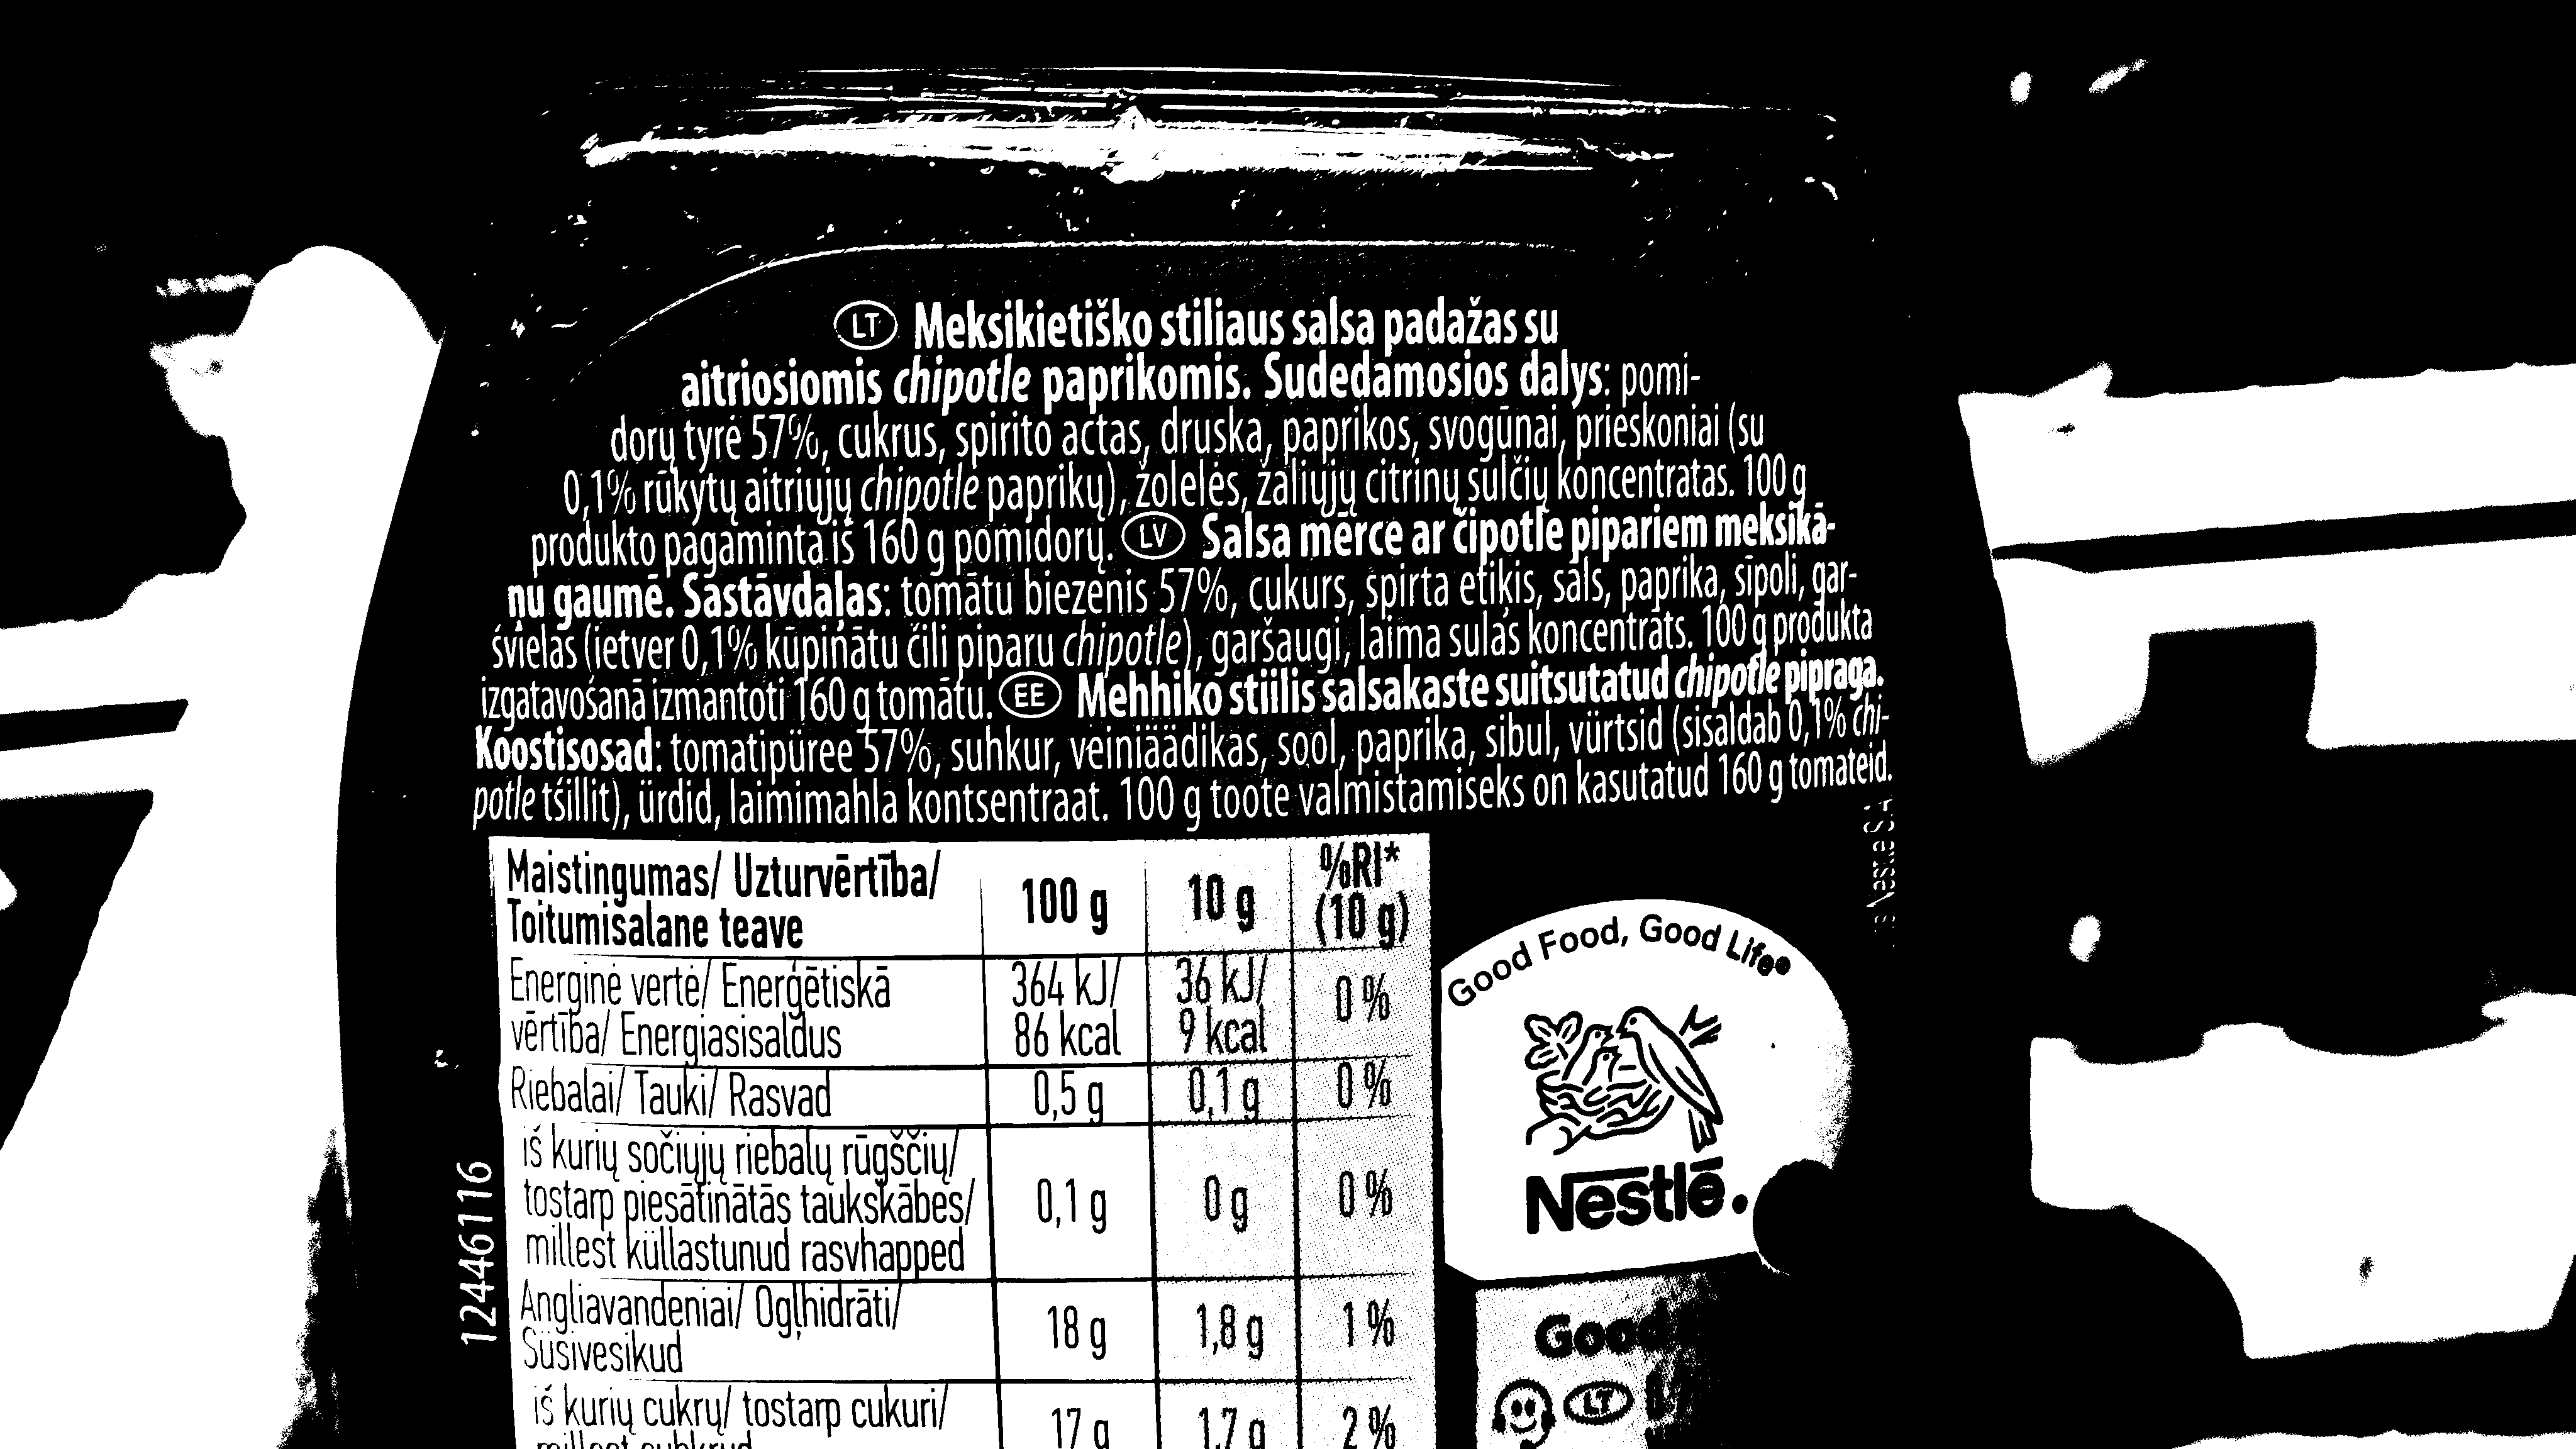 LT Meksikietiško stiliaus salsa padažas su
aitriosiomis chipotle paprikomis. Sudedamosios dalys: pomi-
dorų tyrė 57%, cukrus, spirito actas, druska, paprikos, svogūnai, prieskoniai (su
0,1% rūkytų aitriųjų chipotle paprikų), žolelės, žaliųjų citrinų sulčių koncentratas. 100 g
produkto pagaminta iš 160 g pomidorų. LV Salsa mērce ar čipotle pipariem meksikā-
ņu gaumē. Sastāvdaļas: tomātu biezenis 57%, cukurs, spirta etiķis, sāls, paprika, sīpoli, gar-
švielas (ietver 0,1% kūpinātu čili piparu chipotle), garšaugi, laima sulas koncentrāts. 100 g produkta
izgatavošanā izmantoti 160 g tomātu. EE Mehhiko stiilis salsakaste suitsutatud chipotle pipraga.
Koostisosad: tomatipüree 57%, suhkur, veiniäädikas, sool, paprika, sibul, vürtsid (sisaldab 0,1% chi-
potle tšillit), ürdid, laimimahla kontsentraat. 100 g toote valmistamiseks on kasutatud 160 g tomateid.
Maistingumas/ Uzturvērtība/
Toitumisalane teave 100 g 10 g %RI* (10 g)
Energinė vertė/ Enerģētiskā 364 kJ/ 36 kJ/ 0 %
vērtība/ Energiasisaldus 86 kcal 9 kcal
Riebalai/ Tauki/ Rasvad 0,5 g 0,1 g 0 %
iš kurių sočiųjų riebalų rūgščių/
tostarp piesātinātās taukskābes/ 0,1 g 0 g 0 %
millest küllastunud rasvhapped
Angliavandeniai/ Ogļhidrāti/ 18 g 1,8 g 1 %
Süsivesikud
iš kurių cukrų/ tostarp cukuri/ 17 g 1,7 g 2 %
12446116
Good Food, Good Life®
Nestlē.
Good
LT